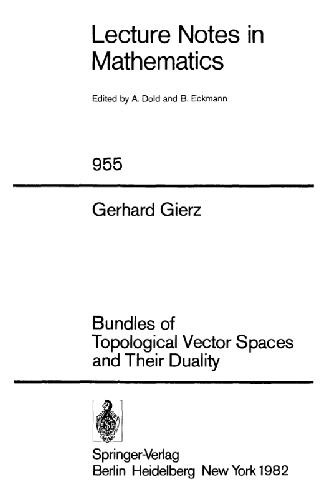 Lecture Notes in
Mathematics
Edited by A. Dold and B. Eckmann
955
Gerhard Gierz
Bundles of
Topological Vector Spaces
and Their Duality
Springer-Verlag
Berlin Heidelberg New York 1982